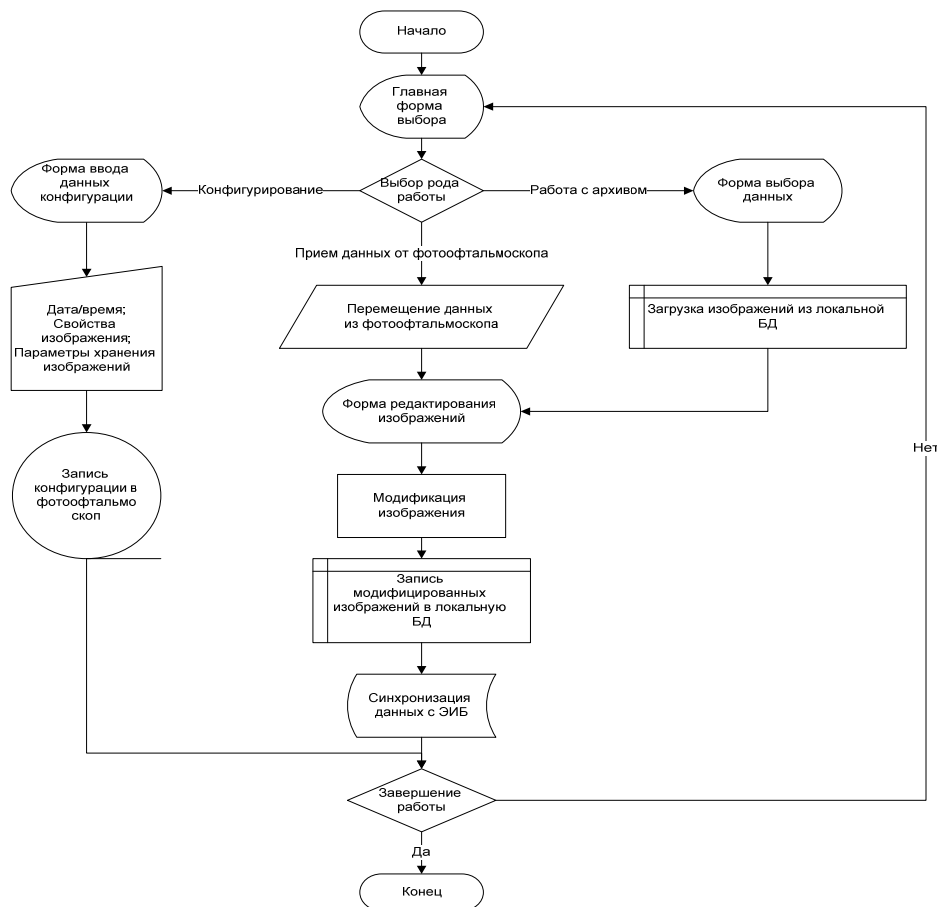 Начало
Главная
форма
выбора
Форма ввода
данных
конфигурации
Конфигурирование
Выбор рода
работы
Работа с архивом
Форма выбора
данных
Прием данных от фотоофтальмоскопа
Дата/время;
Свойства
изображения;
Параметры хранения
изображений
Перемещение данных
из фотоофтальмоскопа
Загрузка изображений из локальной
БД
Форма редактирования
изображений
Нет
Запись
конфигурации в
фотоофтальмо
скоп
Модификация
изображения
Запись
модифицированных
изображений в локальную
БД
Синхронизация
данных с ЭИБ
Завершение
работы
Да
Конец